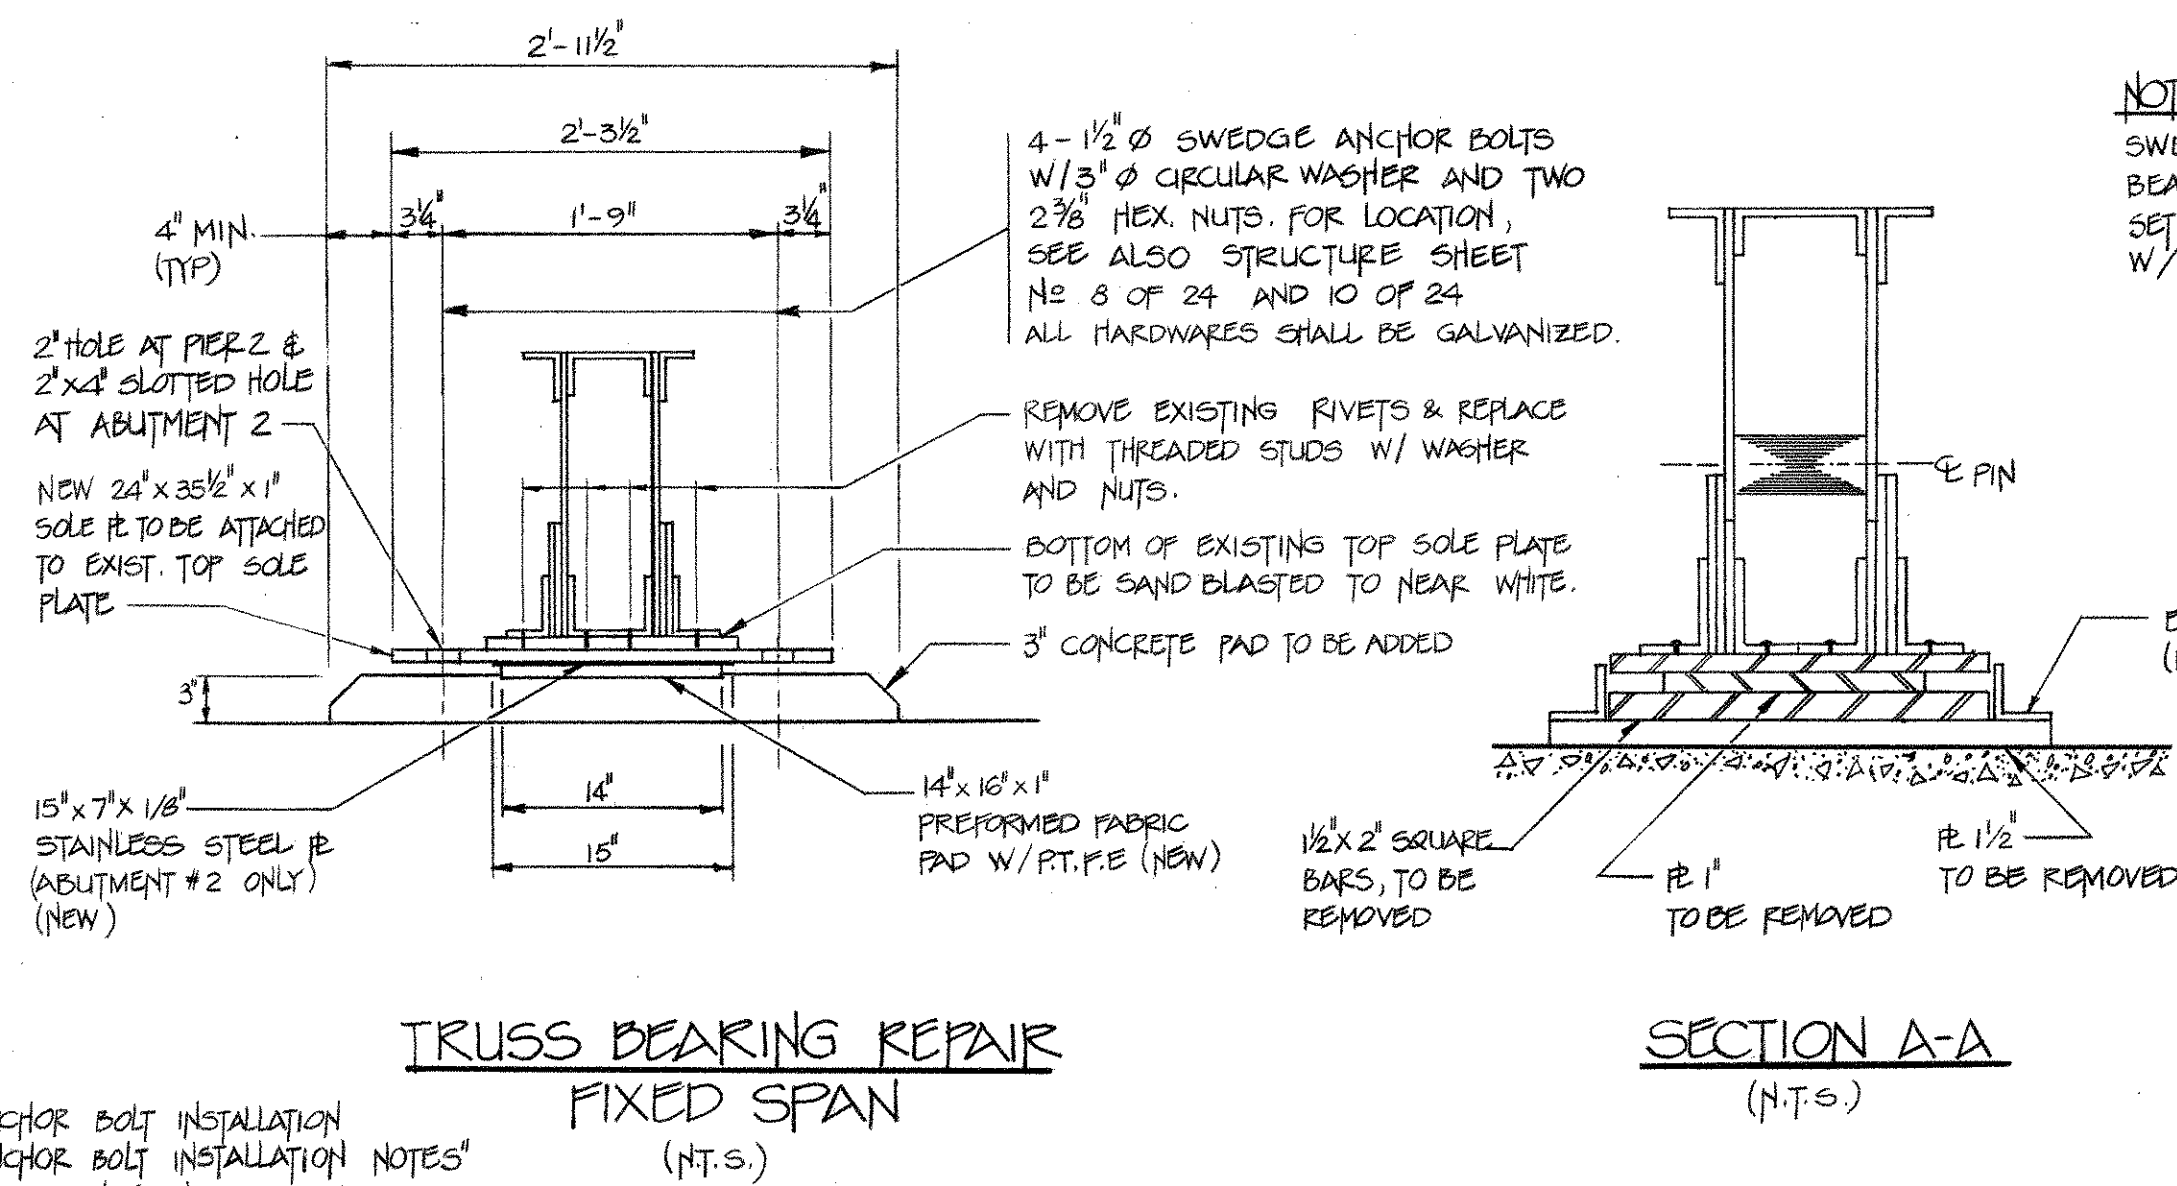 2'-11½"
2'-3½"
3¼"
1'-9"
3¼"
4" MIN.
(TYP)
4 - 1½" Ø SWEDGE ANCHOR BOLTS
W/3" Ø CIRCULAR WASHER AND TWO
2⅜" HEX. NUTS. FOR LOCATION,
SEE ALSO STRUCTURE SHEET
Nº 8 OF 24 AND 10 OF 24
ALL HARDWARES SHALL BE GALVANIZED.
2" HOLE AT PIER 2 &
2"x4" SLOTTED HOLE
AT ABUTMENT 2
NEW 24" x 35½" x 1"
SOLE ℄ TO BE ATTACHED
TO EXIST. TOP SOLE
PLATE
REMOVE EXISTING RIVETS & REPLACE
WITH THREADED STUDS W/ WASHER
AND NUTS.
BOTTOM OF EXISTING TOP SOLE PLATE
TO BE SAND BLASTED TO NEAR WHITE.
3" CONCRETE PAD TO BE ADDED
3"
14"
15"
15" x 7" x 1/8"
STAINLESS STEEL PL
(ABUTMENT #2 ONLY)
(NEW)
14" x 16" x 1"
PREFORMED FABRIC
PAD W/ P.T.F.E (NEW)
TRUSS BEARING REPAIR
FIXED SPAN
(N.T.S.)
CHOR BOLT INSTALLATION
CHOR BOLT INSTALLATION NOTES"
NOT
SWE
BEA
SET
W/
℄ PIN
E
(
1½" X 2" SQUARE
BARS, TO BE
REMOVED
PL 1"
TO BE REMOVED
PL 1½"
TO BE REMOVED
SECTION A-A
(N.T.S.)